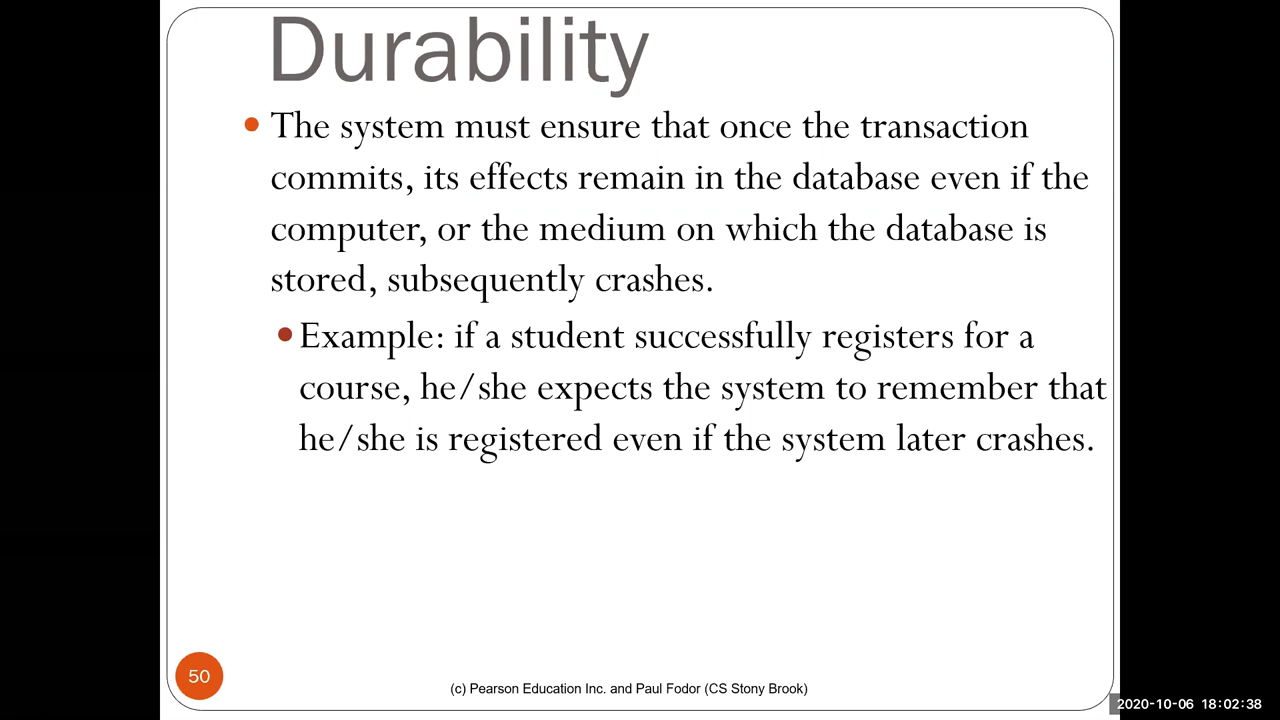 Durability
The system must ensure that once the transaction
commits, its effects remain in the database even if the
computer, or the medium on which the database is
stored, subsequently crashes.
Example: if a student successfully registers for a
course, he/she expects the system to remember that
he/she is registered even if the system later crashes.
50
(c) Pearson Education Inc. and Paul Fodor (CS Stony Brook)
2020-10-06 18:02:38